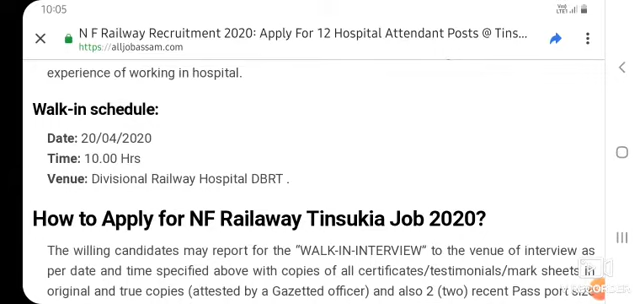 10:05
N F Railway Recruitment 2020: Apply For 12 Hospital Attendant Posts @ Tins...
https://alljobassam.com
experience of working in hospital.
Walk-in schedule:
Date: 20/04/2020
Time: 10.00 Hrs
Venue: Divisional Railway Hospital DBRT .
How to Apply for NF Railaway Tinsukia Job 2020?
The willing candidates may report for the "WALK-IN-INTERVIEW" to the venue of interview as
per date and time specified above with copies of all certificates/testimonials/mark sheets in
original and true copies (attested by a Gazetted officer) and also 2 (two) recent Pass port size